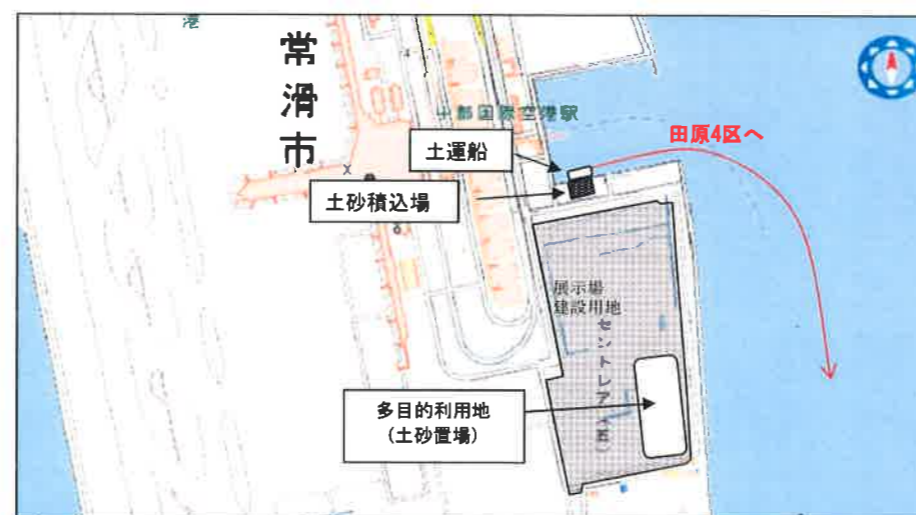 港
常滑市
中部国際空港駅
田原4区へ
土運船
土砂積込場
展示場
建設用地
セントレア（五）
多目的利用地
(土砂置場)